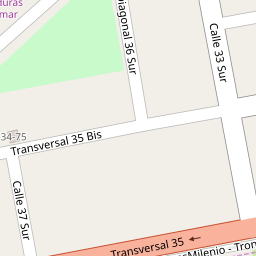 mar
Diagonal 36 Sur
Calle 33 Sur
34-75
Transversal 35 Bis
Calle 37 Sur
Transversal 35 ←
Milenio - Tron